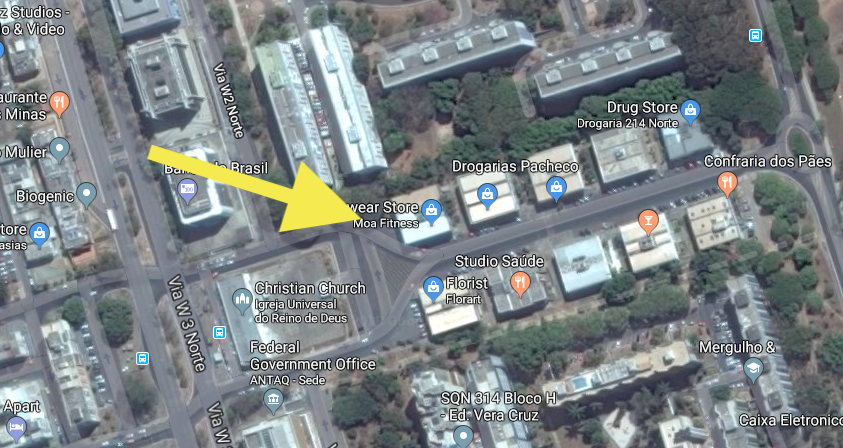 z Studios -
o & Video
aurante
s Minas
Mulier
Biogenic
tore
asias
Via W2 Norte
do Brasil
wear Store
Moa Fitness
Drogarias Pacheco
Drug Store
Drogaria 214 Norte
Confraria dos Pães
Studio Saúde
Florist
Florart
Christian Church
Igreja Universal
do Reino de Deus
Via W 3 Norte
Federal
Government Office
ANTAQ - Sede
Via W
Apart
SQN 314 Bloco H
- Ed. Vera Cruz
Mergulho &
Caixa Eletronico